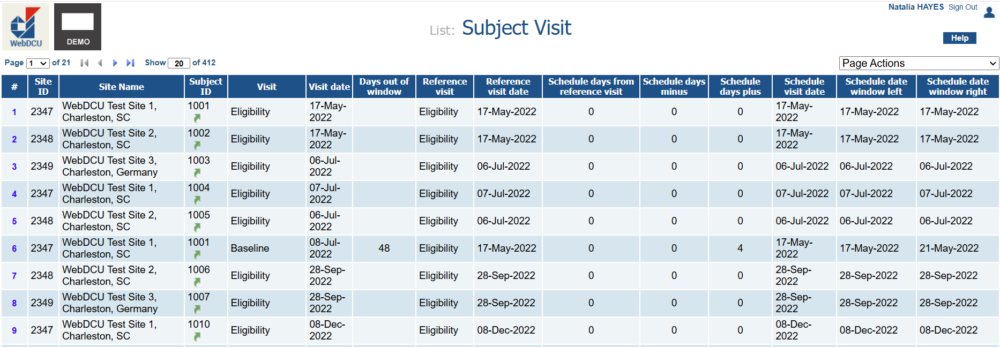 WebDCU
DEMO
Natalia HAYES Sign Out
List: Subject Visit
Help
Page 1 of 21 Show 20 of 412
Page Actions
# Site ID Site Name Subject ID Visit Visit date Days out of window Reference visit Reference visit date Schedule days from reference visit Schedule days minus Schedule days plus Schedule visit date Schedule date window left Schedule date window right
1 2347 WebDCU Test Site 1, Charleston, SC 1001 Eligibility 17-May-2022 Eligibility 17-May-2022 0 0 0 17-May-2022 17-May-2022 17-May-2022
2 2348 WebDCU Test Site 2, Charleston, SC 1002 Eligibility 17-May-2022 Eligibility 17-May-2022 0 0 0 17-May-2022 17-May-2022 17-May-2022
3 2349 WebDCU Test Site 3, Charleston, Germany 1003 Eligibility 06-Jul-2022 Eligibility 06-Jul-2022 0 0 0 06-Jul-2022 06-Jul-2022 06-Jul-2022
4 2347 WebDCU Test Site 1, Charleston, SC 1004 Eligibility 07-Jul-2022 Eligibility 07-Jul-2022 0 0 0 07-Jul-2022 07-Jul-2022 07-Jul-2022
5 2348 WebDCU Test Site 2, Charleston, SC 1005 Eligibility 06-Jul-2022 Eligibility 06-Jul-2022 0 0 0 06-Jul-2022 06-Jul-2022 06-Jul-2022
6 2347 WebDCU Test Site 1, Charleston, SC 1001 Baseline 08-Jul-2022 48 Eligibility 17-May-2022 0 0 4 17-May-2022 17-May-2022 21-May-2022
7 2348 WebDCU Test Site 2, Charleston, SC 1006 Eligibility 28-Sep-2022 Eligibility 28-Sep-2022 0 0 0 28-Sep-2022 28-Sep-2022 28-Sep-2022
8 2349 WebDCU Test Site 3, Charleston, Germany 1007 Eligibility 28-Sep-2022 Eligibility 28-Sep-2022 0 0 0 28-Sep-2022 28-Sep-2022 28-Sep-2022
9 2347 WebDCU Test Site 1, Charleston, SC 1010 Eligibility 08-Dec-2022 Eligibility 08-Dec-2022 0 0 0 08-Dec-2022 08-Dec-2022 08-Dec-2022